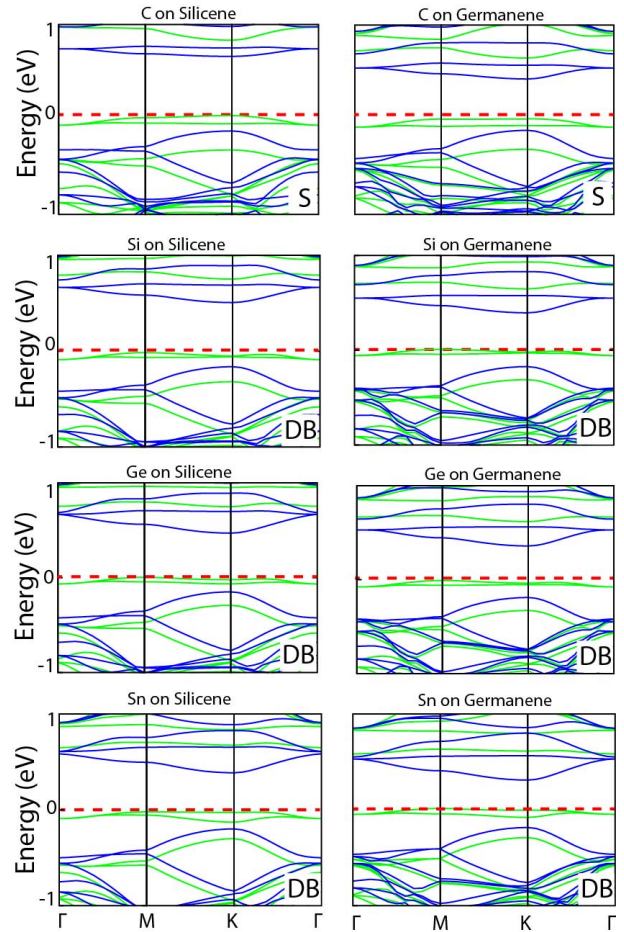 C on Silicene
C on Germanene
Energy (eV)
1
0
-1
S
S
Si on Silicene
Si on Germanene
Energy (eV)
1
0
-1
DB
DB
Ge on Silicene
Ge on Germanene
Energy (eV)
1
0
-1
DB
DB
Sn on Silicene
Sn on Germanene
Energy (eV)
1
0
-1
DB
DB
Γ M K Γ
Γ M K Γ